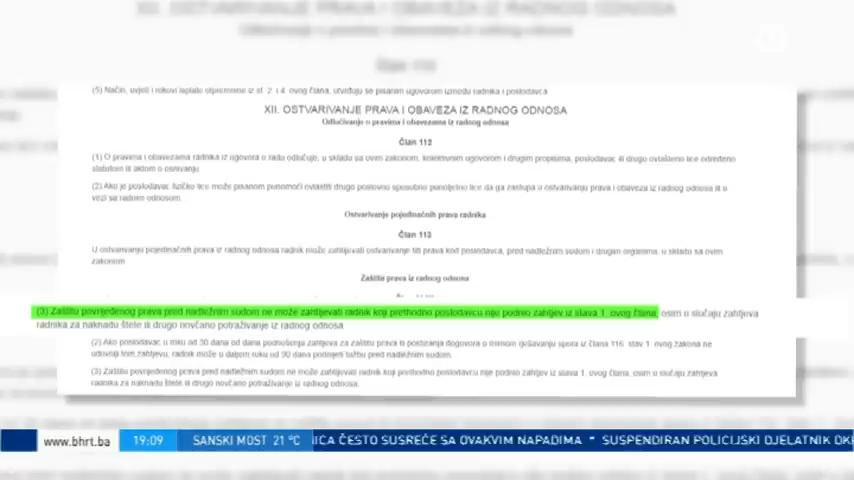 XII. OSTVARIVANJE PRAVA I OBAVEZA IZ RADNOG ODNOSA
Član 112
(5) Način, uvjeti i rokovi isplate otpremnine iz st. 2. i 4. ovog člana, utvrđuju se pisanim ugovorom između radnika i poslodavca
XII. OSTVARIVANJE PRAVA I OBAVEZA IZ RADNOG ODNOSA
Odlučivanje o pravima i obavezama iz radnog odnosa
Član 112
(1) O pravima i obavezama radnika iz ugovora o radu odlučuje, u skladu sa ovim zakonom, kolektivnim ugovorom i drugim propisima, poslodavac ili drugo ovlašteno lice određeno
statutom ili aktom o osnivanju.
(2) Ako je poslodavac fizičko lice može pisanom punomoći ovlastiti drugo poslovno sposobno punoljetno lice da ga zastupa u ostvarivanju prava i obaveza iz radnog odnosa ili u
vezi sa radnim odnosom.
Ostvarivanje pojedinačnih prava radnika
Član 113
U ostvarivanju pojedinačnih prava iz radnog odnosa radnik može zahtijevati ostvarivanje tih prava kod poslodavca, pred nadležnim sudom i drugim organima, u skladu sa ovim
zakonom.
Zaštita prava iz radnog odnosa
(3) Zaštitu povrijeđenog prava pred nadležnim sudom ne može zahtijevati radnik koji prethodno poslodavcu nije podnio zahtjev iz stava 1. ovog člana, osim u slučaju zahtjeva
radnika za naknadu štete ili drugo novčano potraživanje iz radnog odnosa
(2) Ako poslodavac u roku od 30 dana od dana podnošenja zahtjeva za zaštitu prava ili postizanja dogovora o mirnom rješavanju spora iz člana 116. stav 1. ovog zakona ne
udovolji tom zahtjevu, radnik može u daljem roku od 90 dana podnijeti tužbu pred nadležnim sudom.
(3) Zaštitu povrijeđenog prava pred nadležnim sudom ne može zahtijevati radnik koji prethodno poslodavcu nije podnio zahtjev iz stava 1. ovog člana, osim u slučaju zahtjeva
radnika za naknadu štete ili drugo novčano potraživanje iz radnog odnosa.
www.bhrt.ba 19:09 SANSKI MOST 21 °C ICA ČESTO SUSREĆE SA OVAKVIM NAPADIMA * SUSPENDIRAN POLICIJSKI DJELATNIK OK